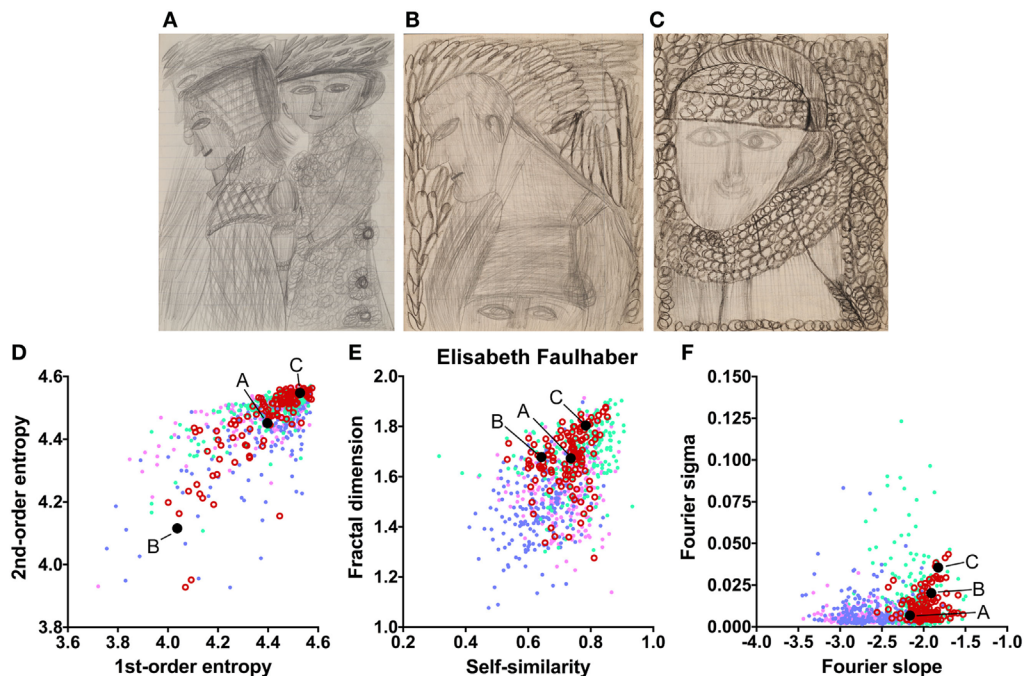 A
B
C
D
E
Elisabeth Faulhaber
F
4.6
4.4
4.2
4.0
3.8
2nd-order entropy
A
C
B
3.6
4.0
4.2
4.4
4.6
1st-order entropy
2.0
1.8
1.6
1.4
1.2
1.0
Fractal dimension
C
A
B
0.2
0.4
0.6
0.8
1.0
Self-similarity
0.150
0.125
0.100
0.075
0.050
0.025
0.000
Fourier sigma
C
B
A
-4.0
-3.5
-3.0
-2.5
-2.0
-1.5
-1.0
Fourier slope